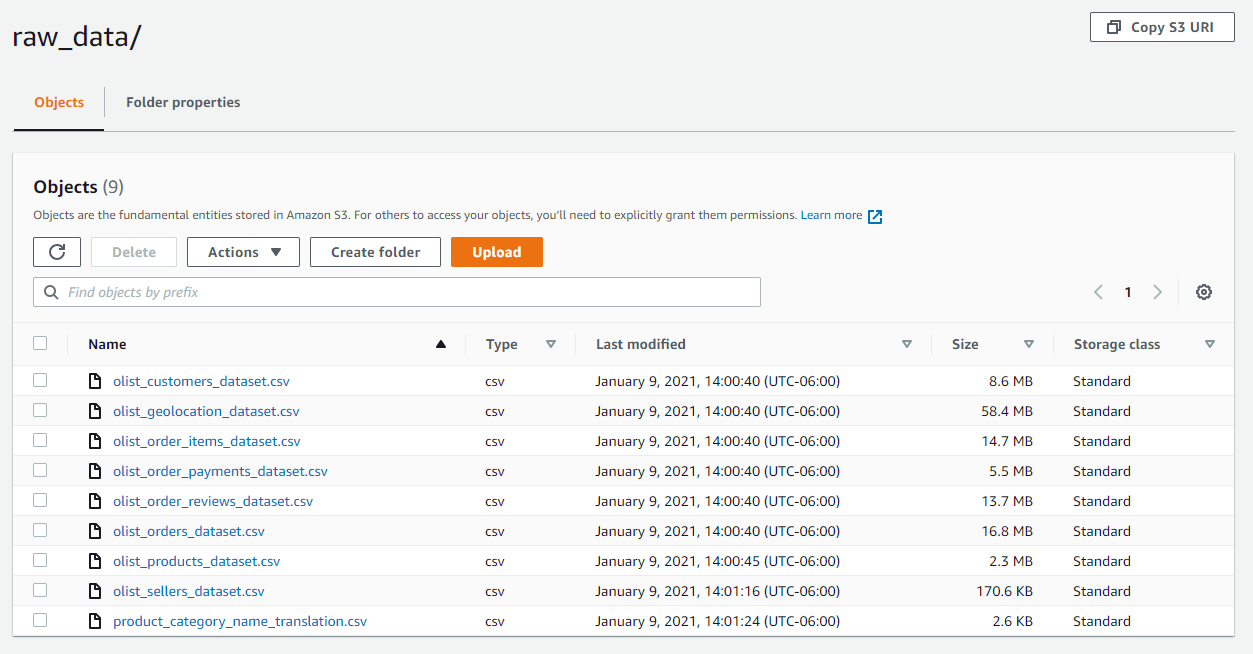 raw_data/
Copy S3 URI
Objects
Folder properties
Objects (9)
Objects are the fundamental entities stored in Amazon S3. For others to access your objects, you’ll need to explicitly grant them permissions. Learn more
Delete Actions Create folder Upload
Find objects by prefix
1
Name Type Last modified Size Storage class
olist_customers_dataset.csv csv January 9, 2021, 14:00:40 (UTC-06:00) 8.6 MB Standard
olist_geolocation_dataset.csv csv January 9, 2021, 14:00:40 (UTC-06:00) 58.4 MB Standard
olist_order_items_dataset.csv csv January 9, 2021, 14:00:40 (UTC-06:00) 14.7 MB Standard
olist_order_payments_dataset.csv csv January 9, 2021, 14:00:40 (UTC-06:00) 5.5 MB Standard
olist_order_reviews_dataset.csv csv January 9, 2021, 14:00:40 (UTC-06:00) 13.7 MB Standard
olist_orders_dataset.csv csv January 9, 2021, 14:00:40 (UTC-06:00) 16.8 MB Standard
olist_products_dataset.csv csv January 9, 2021, 14:00:45 (UTC-06:00) 2.3 MB Standard
olist_sellers_dataset.csv csv January 9, 2021, 14:01:16 (UTC-06:00) 170.6 KB Standard
product_category_name_translation.csv csv January 9, 2021, 14:01:24 (UTC-06:00) 2.6 KB Standard